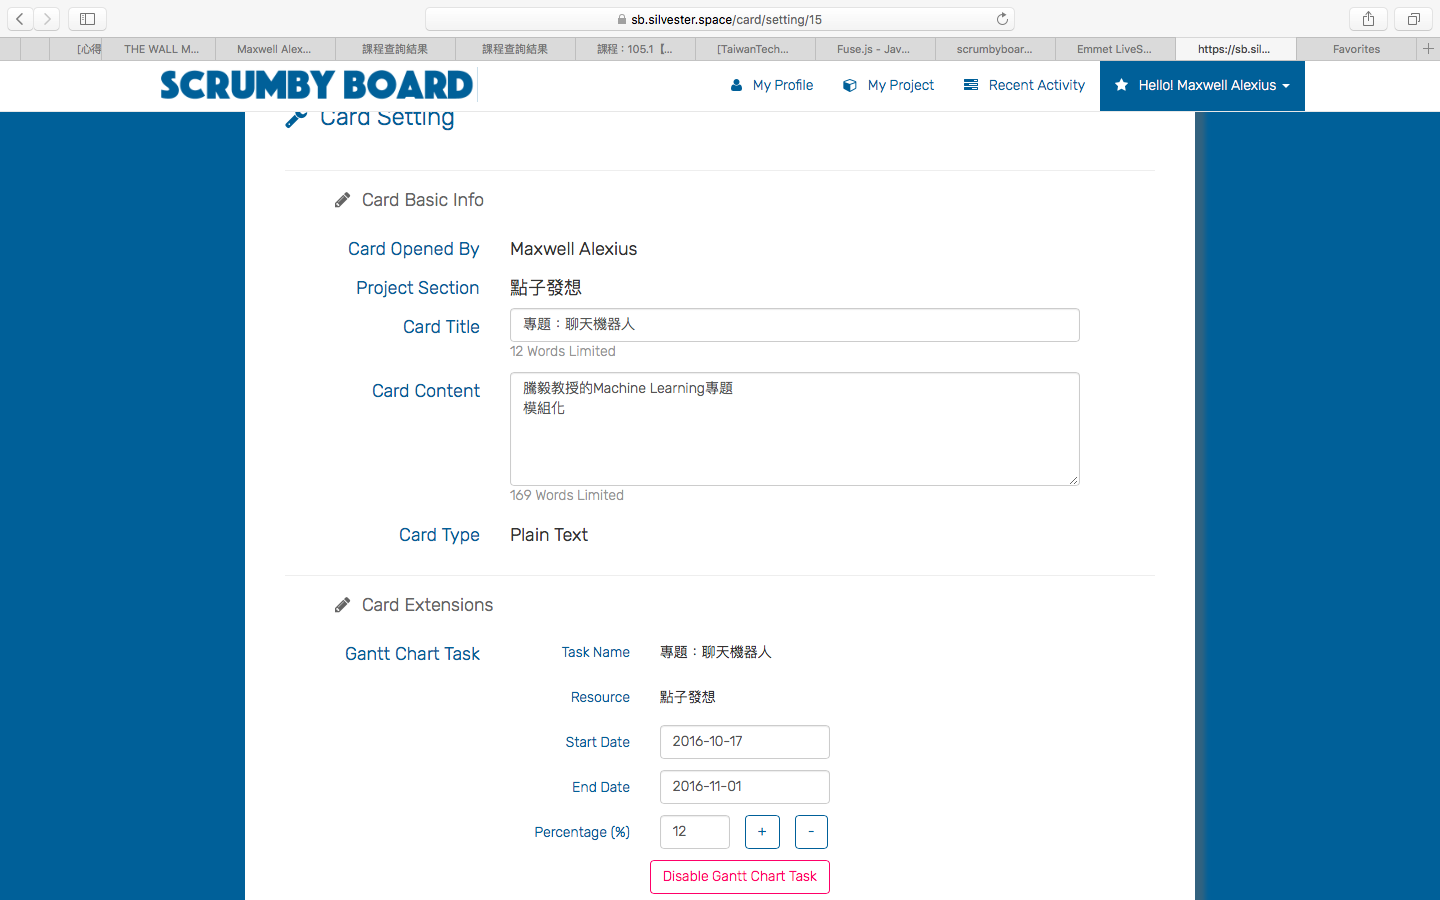 sb.silvester.space/card/setting/15
[心得
THE WALL M...
Maxwell Alex...
課程查詢結果
課程查詢結果
課程：105.1【...
[TaiwanTech...
Fuse.js - Jav...
scrumbyboar...
Emmet LiveS...
https://sb.sil...
Favorites
SCRUMBY BOARD
My Profile
My Project
Recent Activity
Hello! Maxwell Alexius
Card Setting
Card Basic Info
Card Opened By Maxwell Alexius
Project Section 點子發想
Card Title 專題：聊天機器人
12 Words Limited
Card Content 騰毅教授的Machine Learning專題
模組化
169 Words Limited
Card Type Plain Text
Card Extensions
Gantt Chart Task Task Name 專題：聊天機器人
Resource 點子發想
Start Date 2016-10-17
End Date 2016-11-01
Percentage (%) 12 + -
Disable Gantt Chart Task